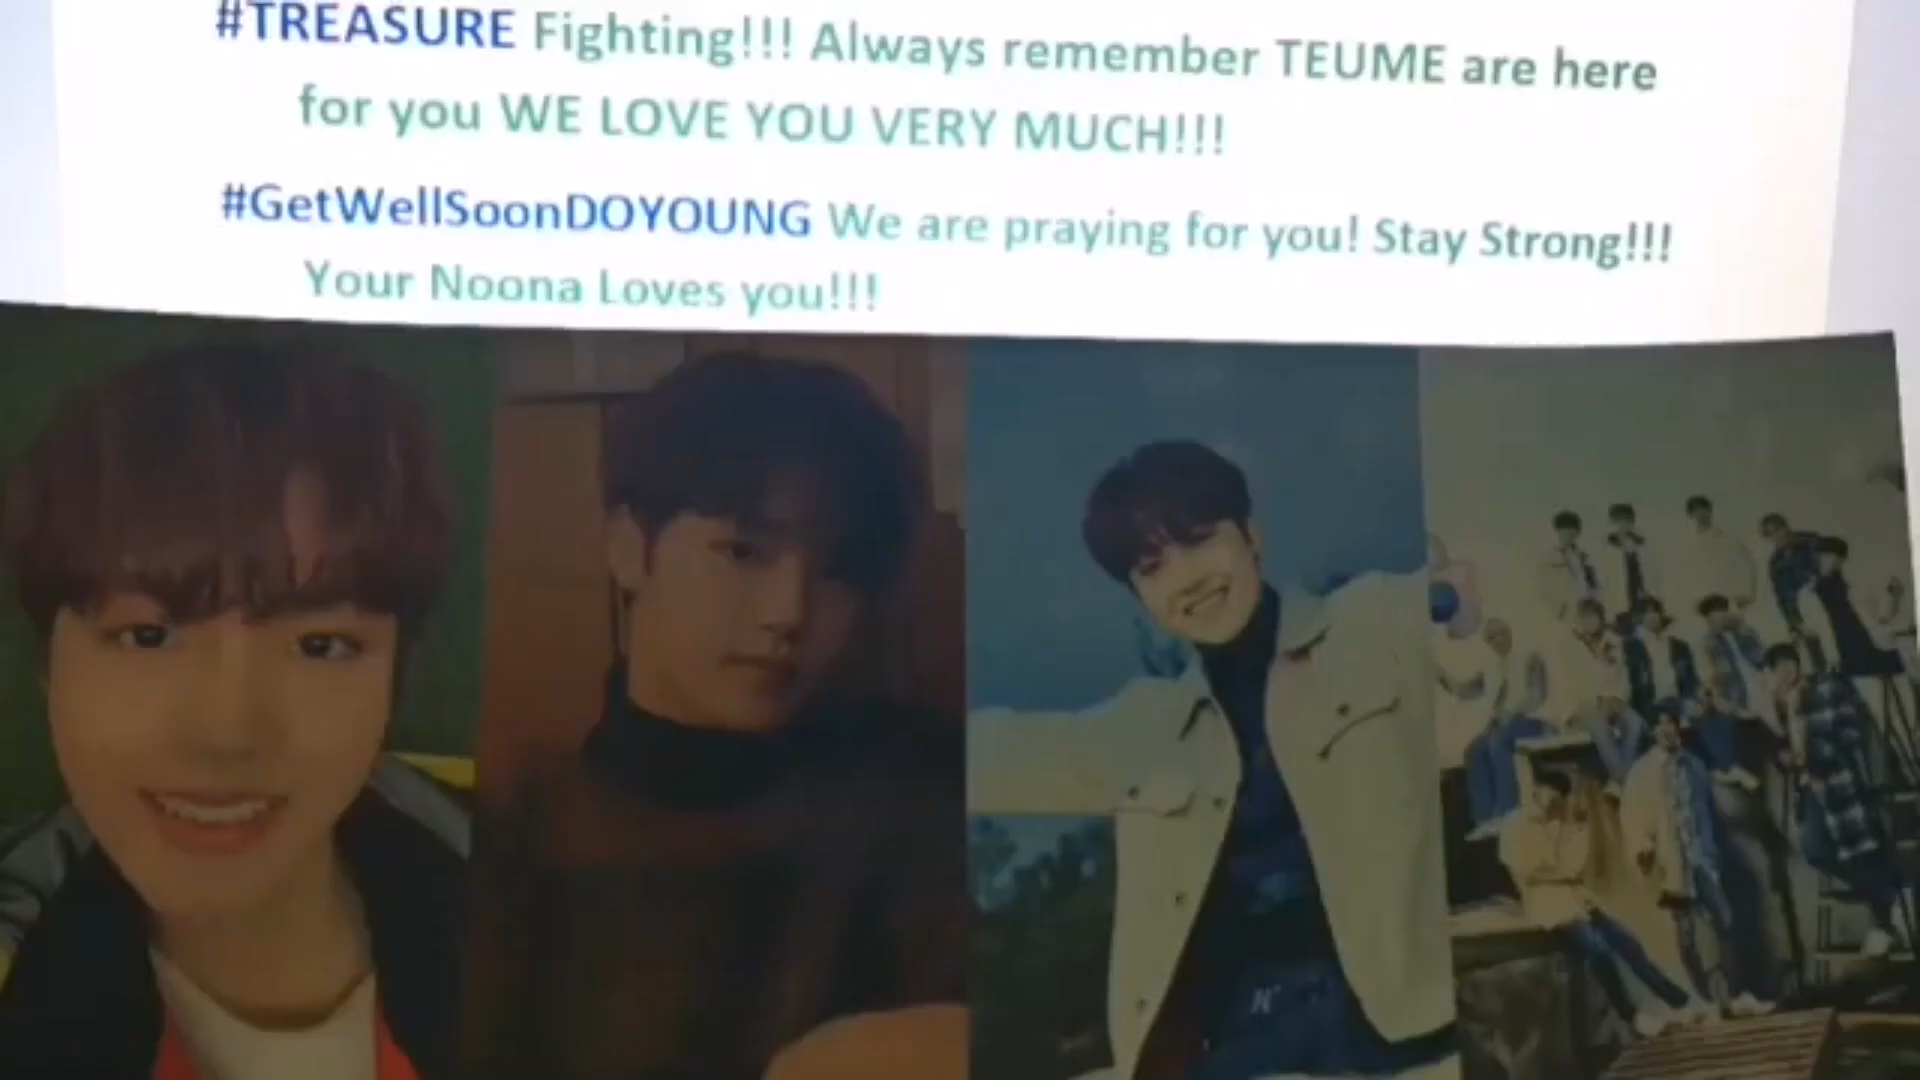 #TREASURE Fighting!!! Always remember TEUME are here
for you WE LOVE YOU VERY MUCH!!!
#GetWellSoonDOYOUNG We are praying for you! Stay Strong!!!
Your Noona Loves you!!!